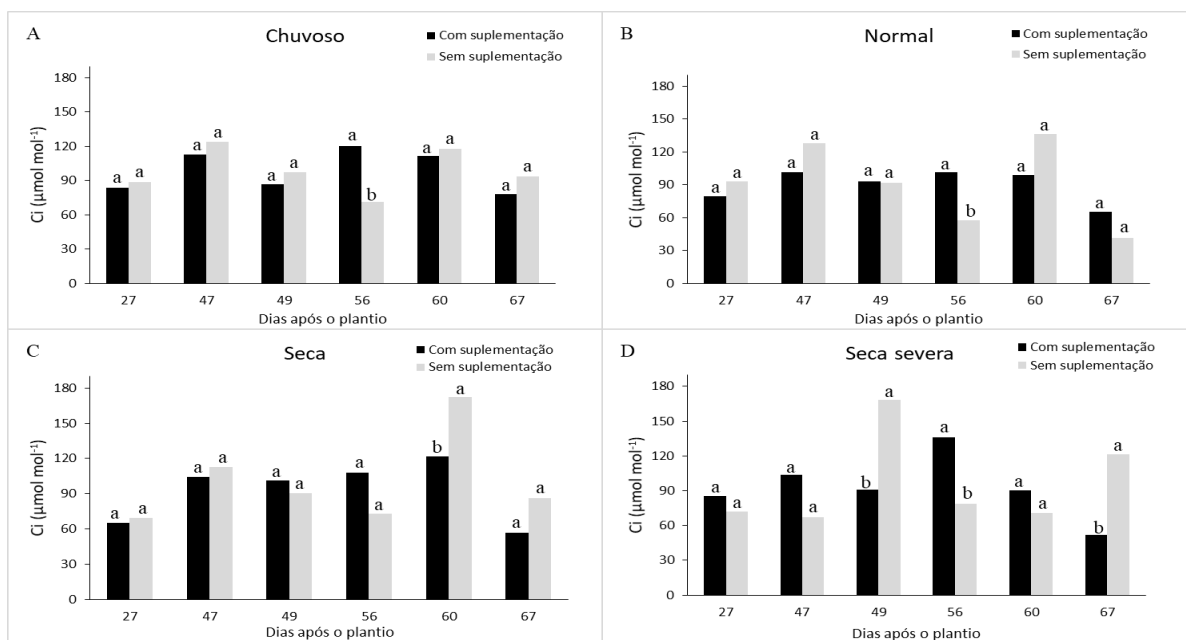 A
Chuvoso
Com suplementação
Sem suplementação
180
150
120
90
60
30
0
Ci (µmol mol⁻¹)
a a a a a a a b a a a a
27 47 49 56 60 67
Dias após o plantio
B
Normal
Com suplementação
Sem suplementação
180
150
120
90
60
30
0
Ci (µmol mol⁻¹)
a a a a a a a b a a a a
27 47 49 56 60 67
Dias após o plantio
C
Seca
Com suplementação
Sem suplementação
180
150
120
90
60
30
0
Ci (µmol mol⁻¹)
a a a a a a a a b a a a
27 47 49 56 60 67
Dias após o plantio
D
Seca severa
Com suplementação
Sem suplementação
180
150
120
90
60
30
0
Ci (µmol mol⁻¹)
a a a a b a a b a a b a
27 47 49 56 60 67
Dias após o plantio